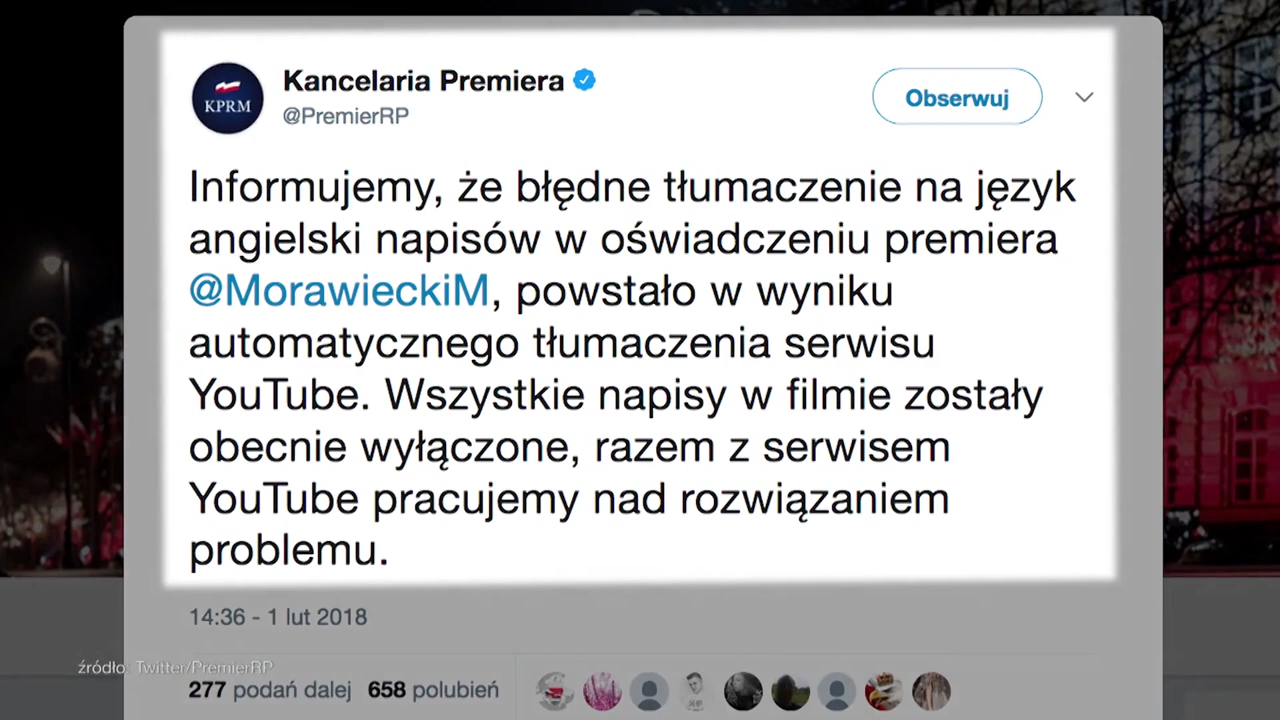 Kancelaria Premiera
@PremierRP
KPRM
Obserwuj
Informujemy, że błędne tłumaczenie na język
angielski napisów w oświadczeniu premiera
@MorawieckiM, powstało w wyniku
automatycznego tłumaczenia serwisu
YouTube. Wszystkie napisy w filmie zostały
obecnie wyłączone, razem z serwisem
YouTube pracujemy nad rozwiązaniem
problemu.
14:36 - 1 lut 2018
źródło: Twitter/PremierRP
277 podań dalej 658 polubień